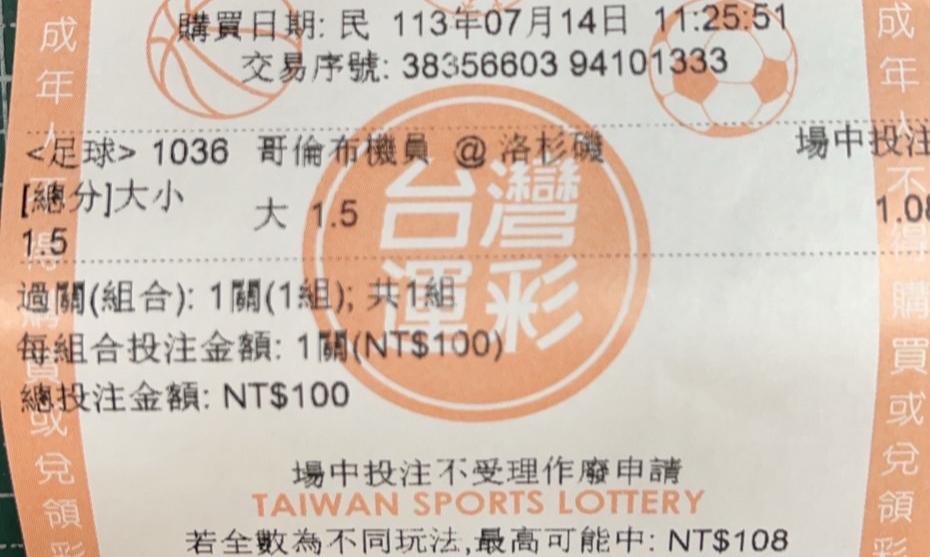 購買日期: 民 113年07月14日 11:25:51
交易序號: 38356603 94101333
<足球> 1036 哥倫布機員 @ 洛杉磯 場中投注
[總分]大小 大 1.5 1.08
1.5
台灣運彩
過關(組合): 1關(1組); 共1組
每組合投注金額: 1關(NT$100)
總投注金額: NT$100
場中投注不受理作廢申請
TAIWAN SPORTS LOTTERY
若全數為不同玩法,最高可能中: NT$108
成年人不得購買或兌領彩